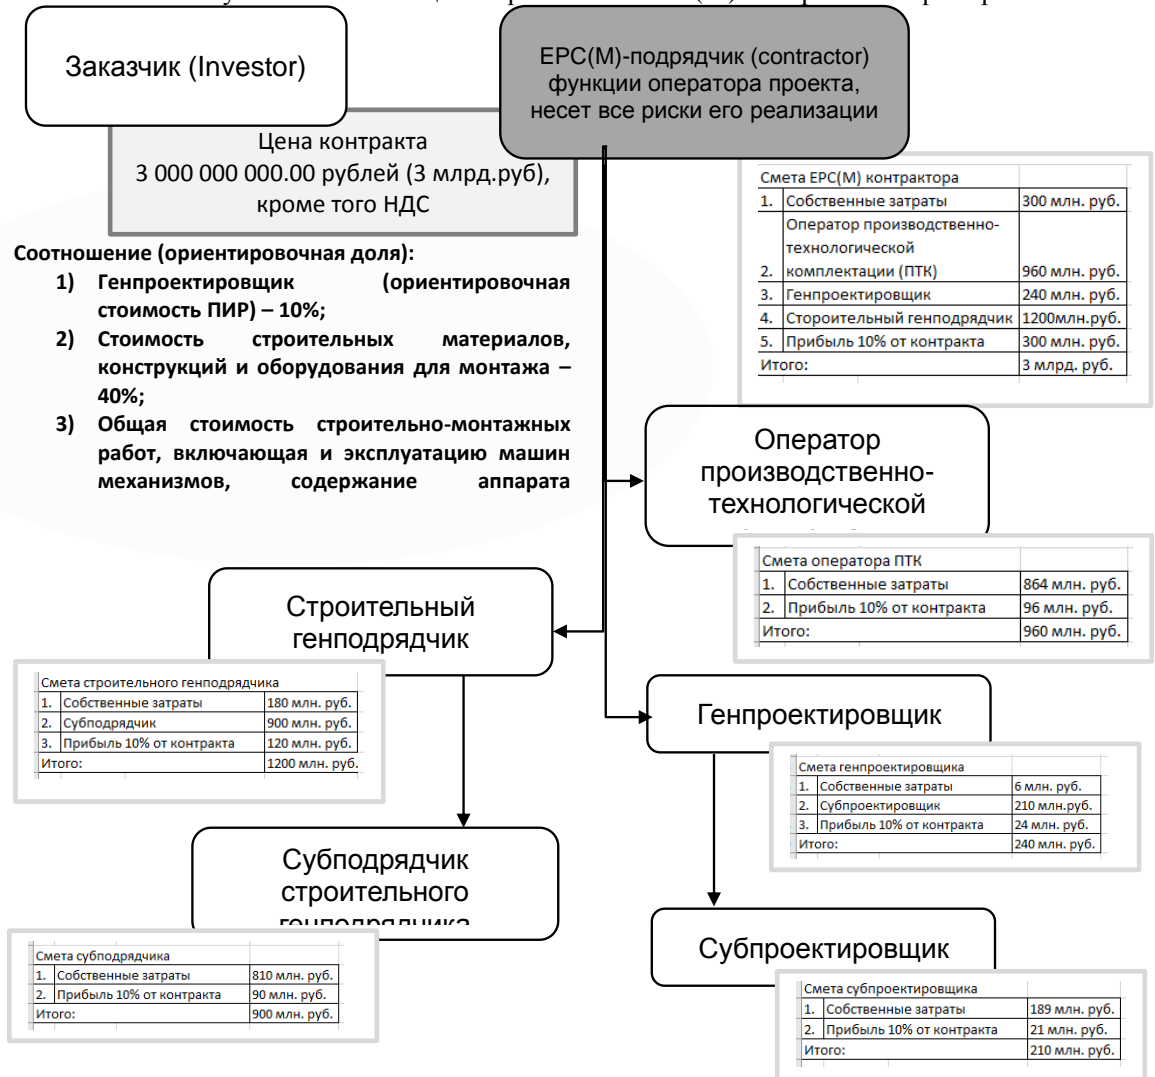 Заказчик (Investor)
EPC(M)-подрядчик (contractor)
функции оператора проекта,
несет все риски его реализации
Цена контракта
3 000 000 000.00 рублей (3 млрд.руб),
кроме того НДС
Соотношение (ориентировочная доля):
1) Генпроектировщик (ориентировочная
стоимость ПИР) – 10%;
2) Стоимость строительных материалов,
конструкций и оборудования для монтажа –
40%;
3) Общая стоимость строительно-монтажных
работ, включающая и эксплуатацию машин
механизмов, содержание аппарата
Смета EPC(M) контрактора
1. Собственные затраты 300 млн. руб.
Оператор производственно-
технологической
2. комплектации (ПТК) 960 млн. руб.
3. Генпроектировщик 240 млн. руб.
4. Стороительный генподрядчик 1200млн.руб.
5. Прибыль 10% от контракта 300 млн. руб.
Итого: 3 млрд. руб.
Оператор
производственно-
технологической
Смета оператора ПТК
1. Собственные затраты 864 млн. руб.
2. Прибыль 10% от контракта 96 млн. руб.
Итого: 960 млн. руб.
Строительный
генподрядчик
Смета строительного генподрядчика
1. Собственные затраты 180 млн. руб.
2. Субподрядчик 900 млн. руб.
3. Прибыль 10% от контракта 120 млн. руб.
Итого: 1200 млн. руб.
Генпроектировщик
Смета генпроектировщика
1. Собственные затраты 6 млн. руб.
2. Субпроектировщик 210 млн.руб.
3. Прибыль 10% от контракта 24 млн. руб.
Итого: 240 млн. руб.
Субподрядчик
строительного
генподрядчика
Смета субподрядчика
1. Собственные затраты 810 млн. руб.
2. Прибыль 10% от контракта 90 млн. руб.
Итого: 900 млн. руб.
Субпроектировщик
Смета субпроектировщика
1. Собственные затраты 189 млн. руб.
2. Прибыль 10% от контракта 21 млн. руб.
Итого: 210 млн. руб.